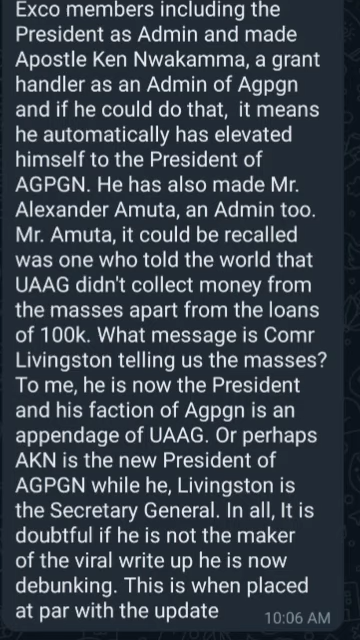 Exco members including the
President as Admin and made
Apostle Ken Nwakamma, a grant
handler as an Admin of Agpgn
and if he could do that,  it means
he automatically has elevated
himself to the President of
AGPGN. He has also made Mr.
Alexander Amuta, an Admin too.
Mr. Amuta, it could be recalled
was one who told the world that
UAAG didn't collect money from
the masses apart from the loans
of 100k. What message is Comr
Livingston telling us the masses?
To me, he is now the President
and his faction of Agpgn is an
appendage of UAAG. Or perhaps
AKN is the new President of
AGPGN while he, Livingston is
the Secretary General. In all, It is
doubtful if he is not the maker
of the viral write up he is now
debunking. This is when placed
at par with the update
10:06 AM